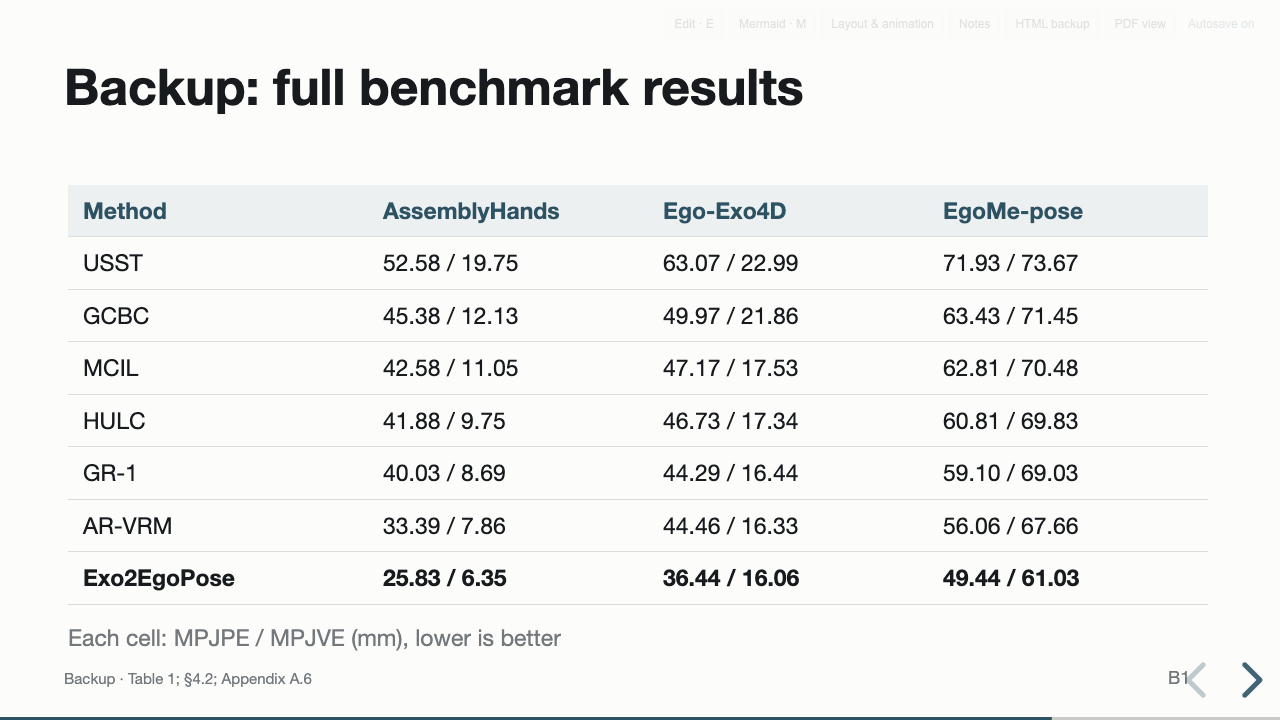 Edit · E Mermaid · M Layout & animation Notes HTML backup PDF view Autosave on
Backup: full benchmark results
Method AssemblyHands Ego-Exo4D EgoMe-pose
USST 52.58 / 19.75 63.07 / 22.99 71.93 / 73.67
GCBC 45.38 / 12.13 49.97 / 21.86 63.43 / 71.45
MCIL 42.58 / 11.05 47.17 / 17.53 62.81 / 70.48
HULC 41.88 / 9.75 46.73 / 17.34 60.81 / 69.83
GR-1 40.03 / 8.69 44.29 / 16.44 59.10 / 69.03
AR-VRM 33.39 / 7.86 44.46 / 16.33 56.06 / 67.66
Exo2EgoPose 25.83 / 6.35 36.44 / 16.06 49.44 / 61.03
Each cell: MPJPE / MPJVE (mm), lower is better
Backup · Table 1; §4.2; Appendix A.6 B1